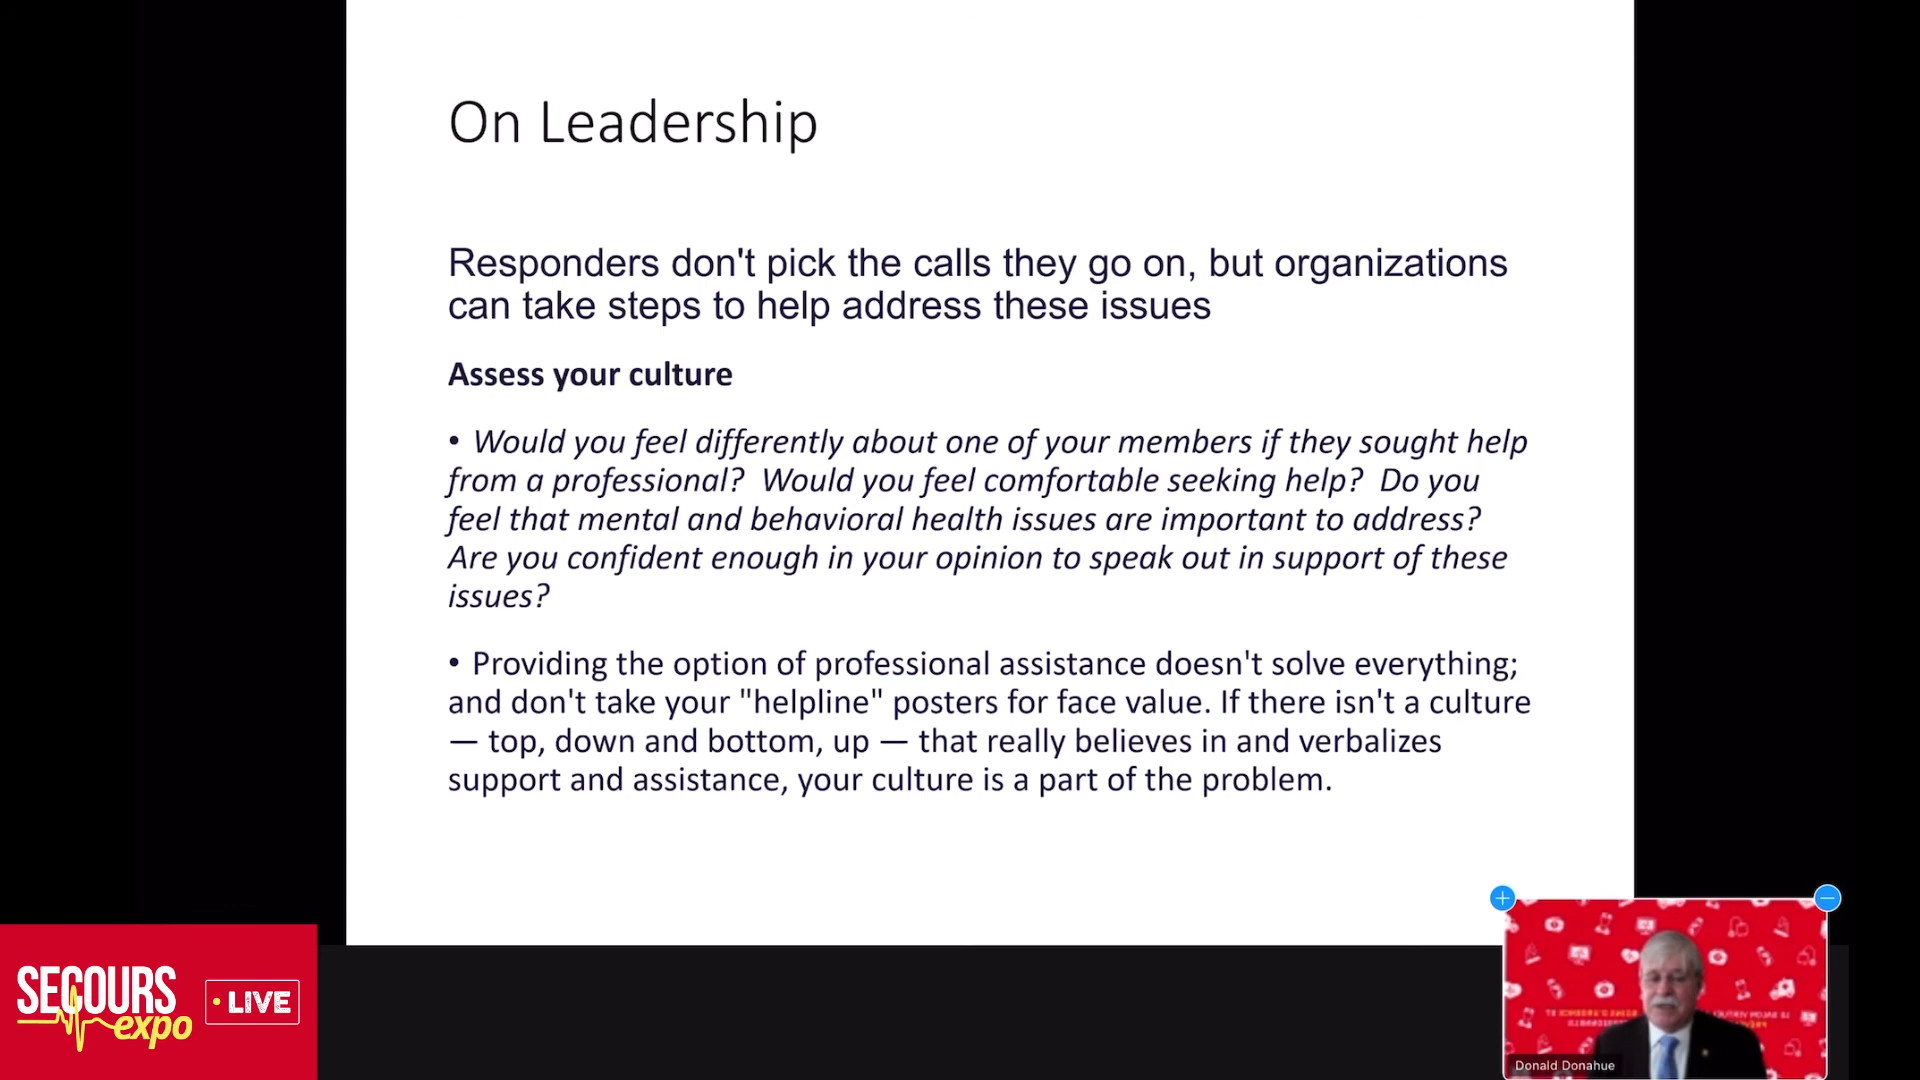 On Leadership
Responders don't pick the calls they go on, but organizations
can take steps to help address these issues
Assess your culture
• Would you feel differently about one of your members if they sought help
from a professional?  Would you feel comfortable seeking help?  Do you
feel that mental and behavioral health issues are important to address?
Are you confident enough in your opinion to speak out in support of these
issues?
• Providing the option of professional assistance doesn't solve everything;
and don't take your "helpline" posters for face value. If there isn't a culture
— top, down and bottom, up — that really believes in and verbalizes
support and assistance, your culture is a part of the problem.
SECOURS
expo
• LIVE
Donald Donahue